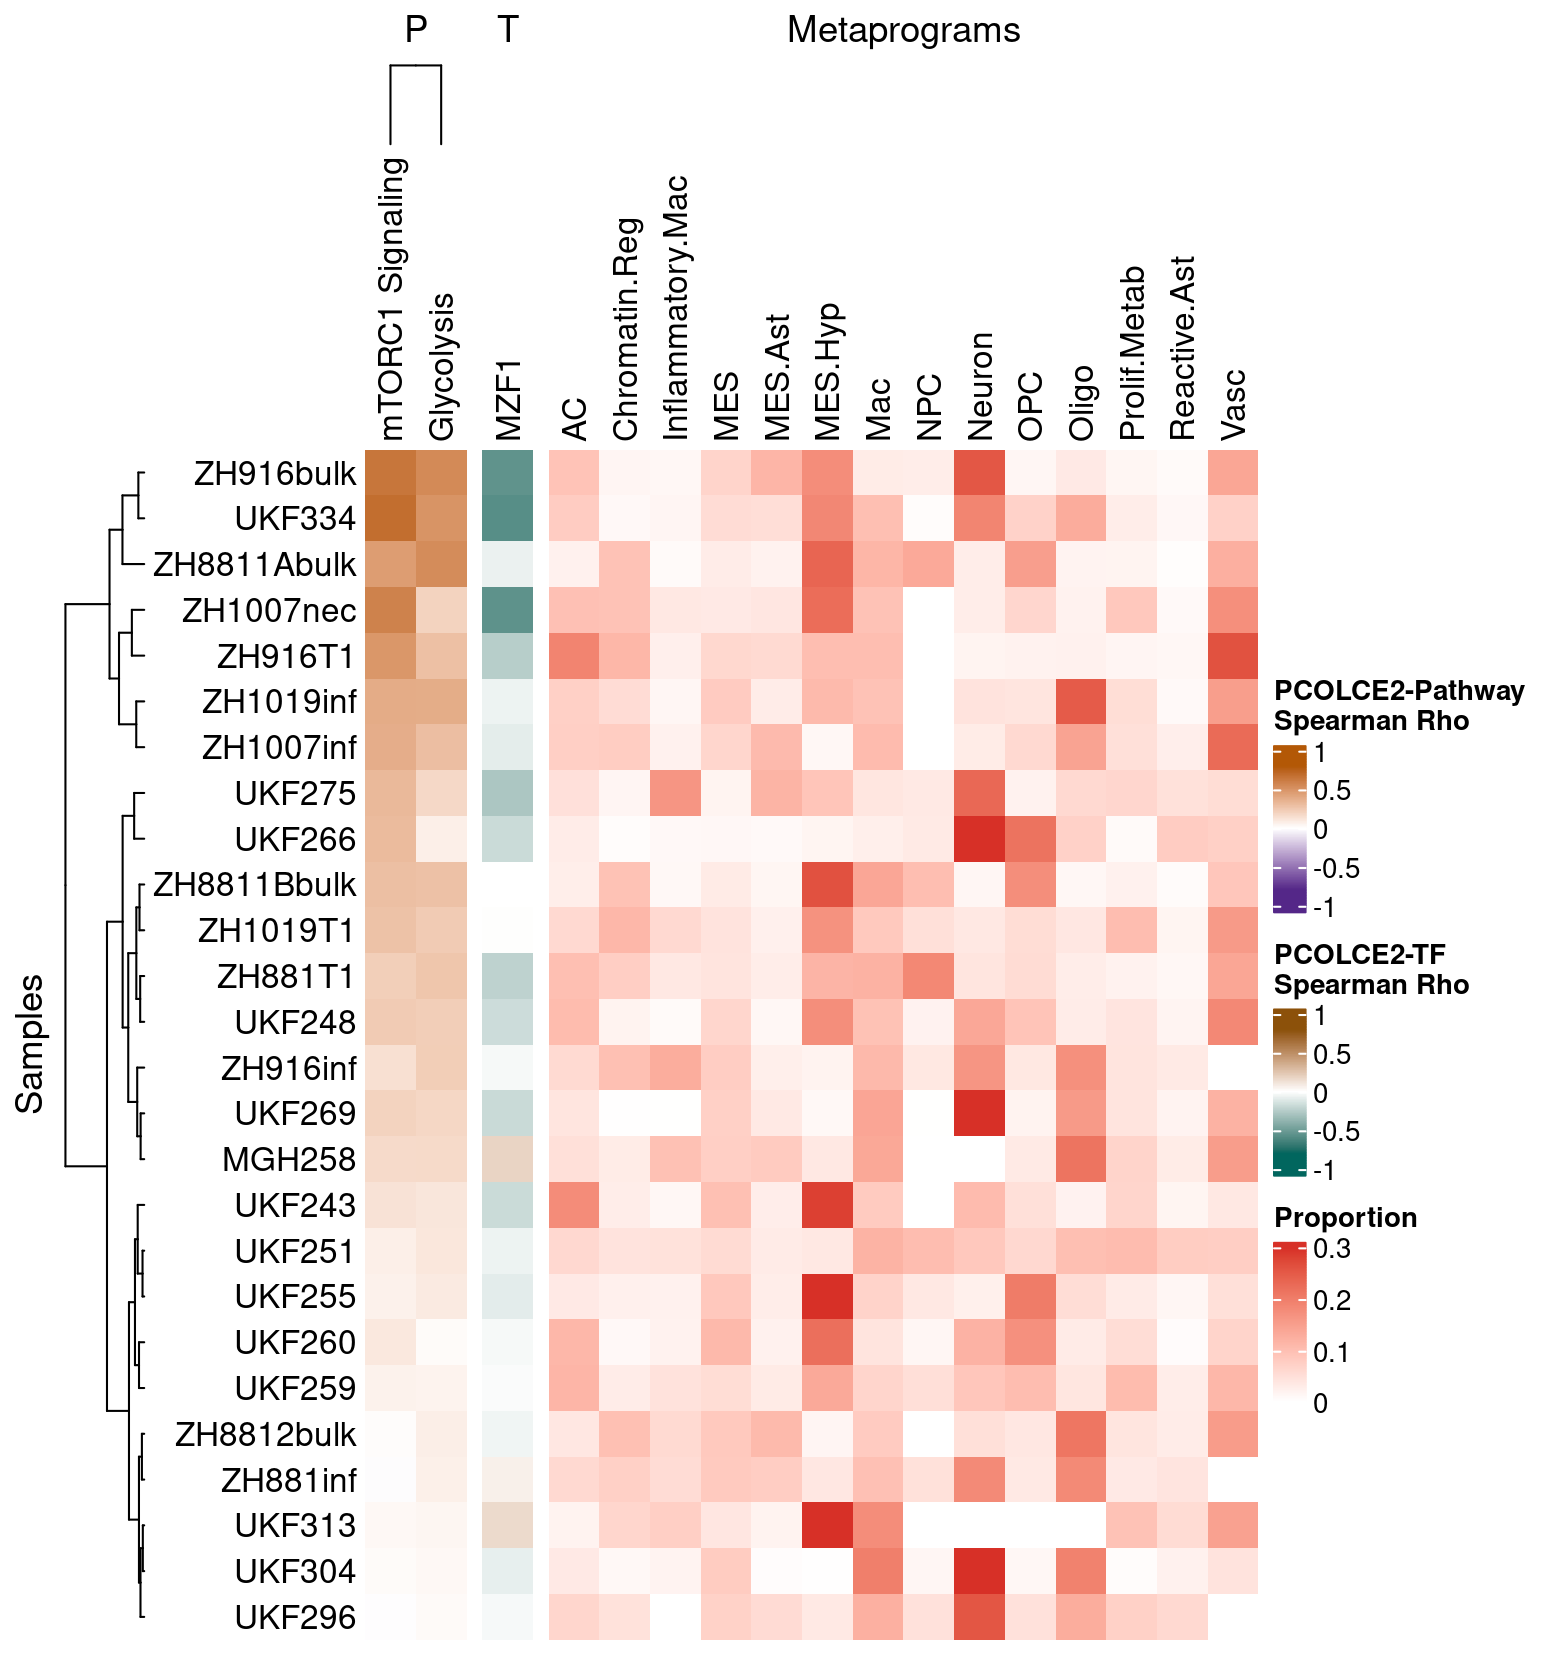 P T Metaprograms
mTORC1 Signaling
Glycolysis
MZF1
AC
Chromatin.Reg
Inflammatory.Mac
MES
MES.Ast
MES.Hyp
Mac
NPC
Neuron
OPC
Oligo
Prolif.Metab
Reactive.Ast
Vasc
Samples
ZH916bulk
UKF334
ZH8811Abulk
ZH1007nec
ZH916T1
ZH1019inf
ZH1007inf
UKF275
UKF266
ZH8811Bbulk
ZH1019T1
ZH881T1
UKF248
ZH916inf
UKF269
MGH258
UKF243
UKF251
UKF255
UKF260
UKF259
ZH8812bulk
ZH881inf
UKF313
UKF304
UKF296
PCOLCE2-Pathway
Spearman Rho
1
0.5
0
-0.5
-1
PCOLCE2-TF
Spearman Rho
1
0.5
0
-0.5
-1
Proportion
0.3
0.2
0.1
0